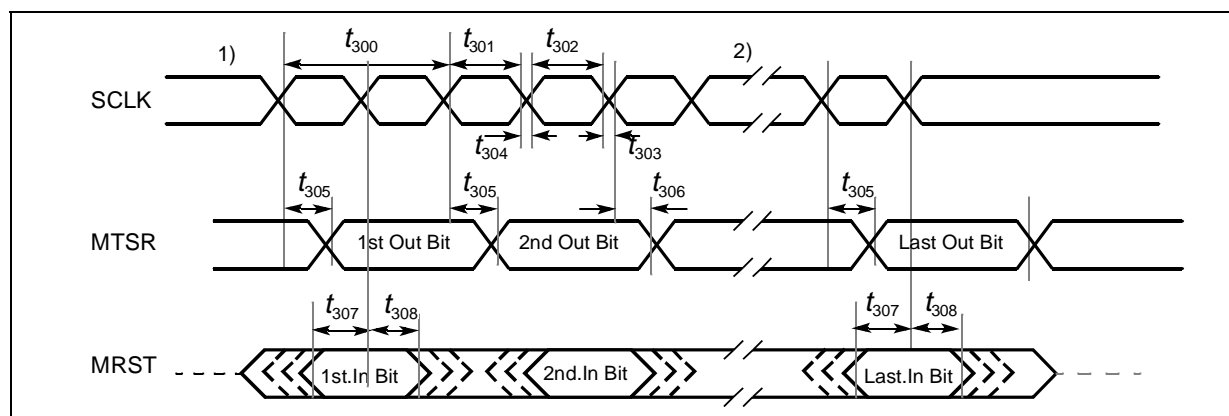 1) t300 t301 t302 2)
SCLK
t304 t303
t305 t305 t306 t305
MTSR 1st Out Bit 2nd Out Bit Last Out Bit
t307 t308 t307 t308
MRST 1st.In Bit 2nd.In Bit Last.In Bit